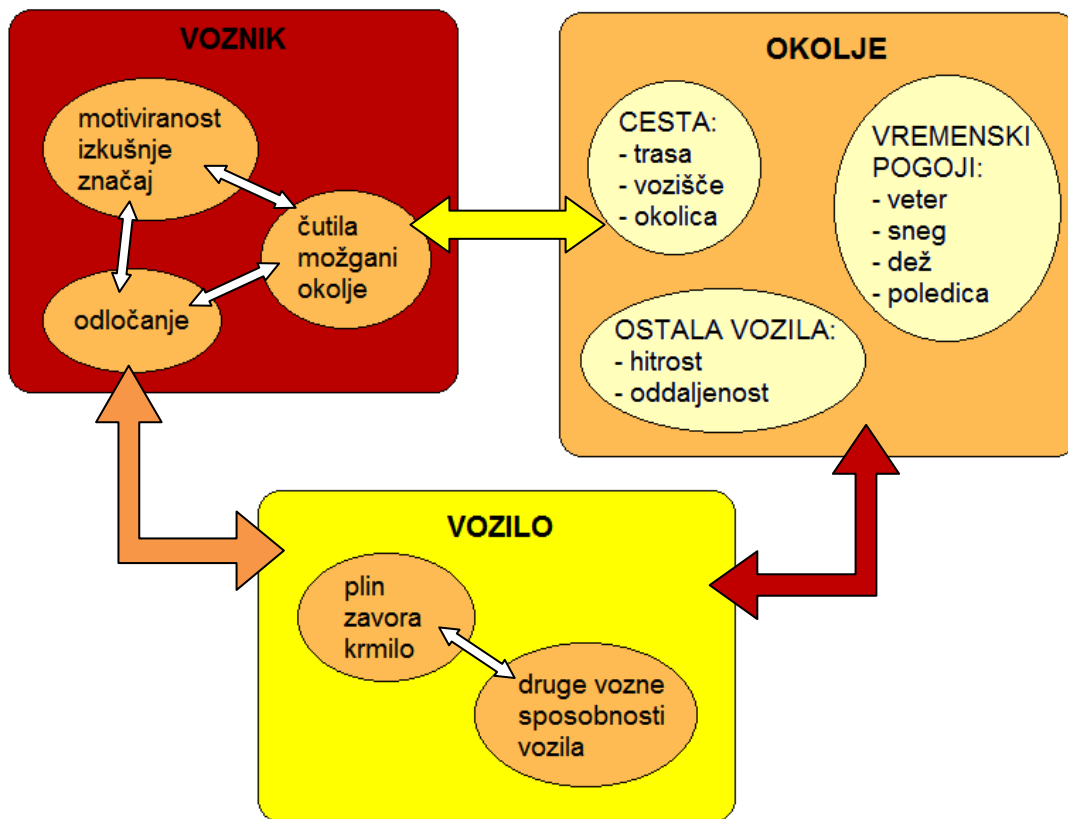 VOZNIK
motiviranost
izkušnje
značaj
čutila
možgani
okolje
odločanje
OKOLJE
CESTA:
- trasa
- vozišče
- okolica
VREMENSKI
POGOJI:
- veter
- sneg
- dež
- poledica
OSTALA VOZILA:
- hitrost
- oddaljenost
VOZILO
plin
zavora
krmilo
druge vozne
sposobnosti
vozila